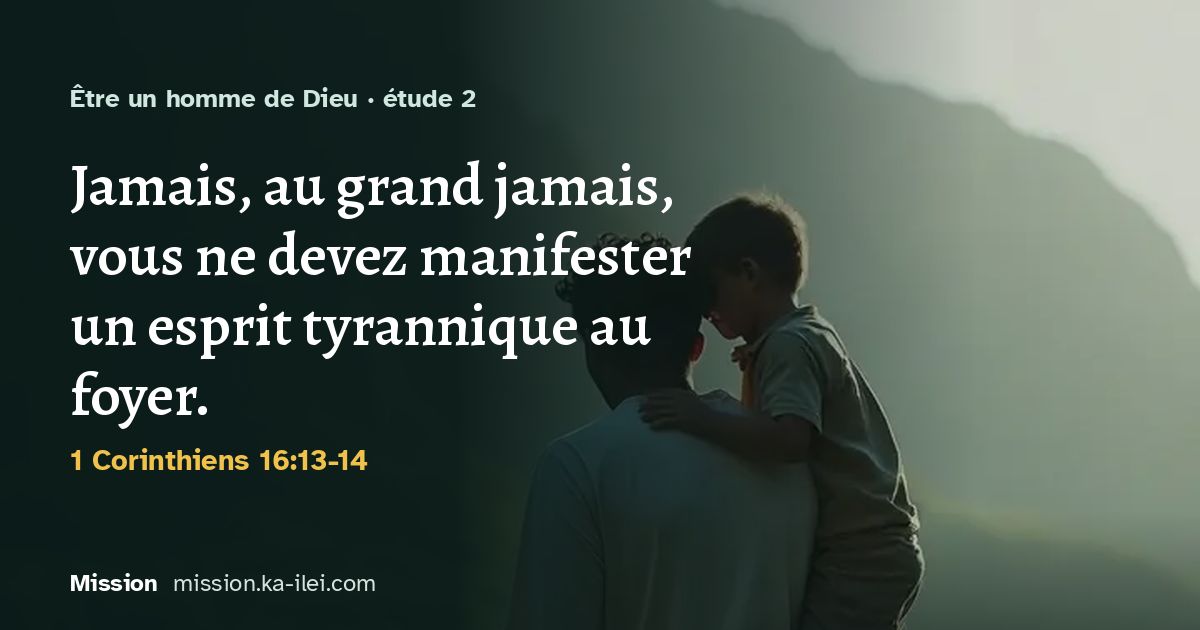 Être un homme de Dieu · étude 2
Jamais, au grand jamais,
vous ne devez manifester
un esprit tyrannique au
foyer.
1 Corinthiens 16:13-14
Mission mission.ka-ilei.com